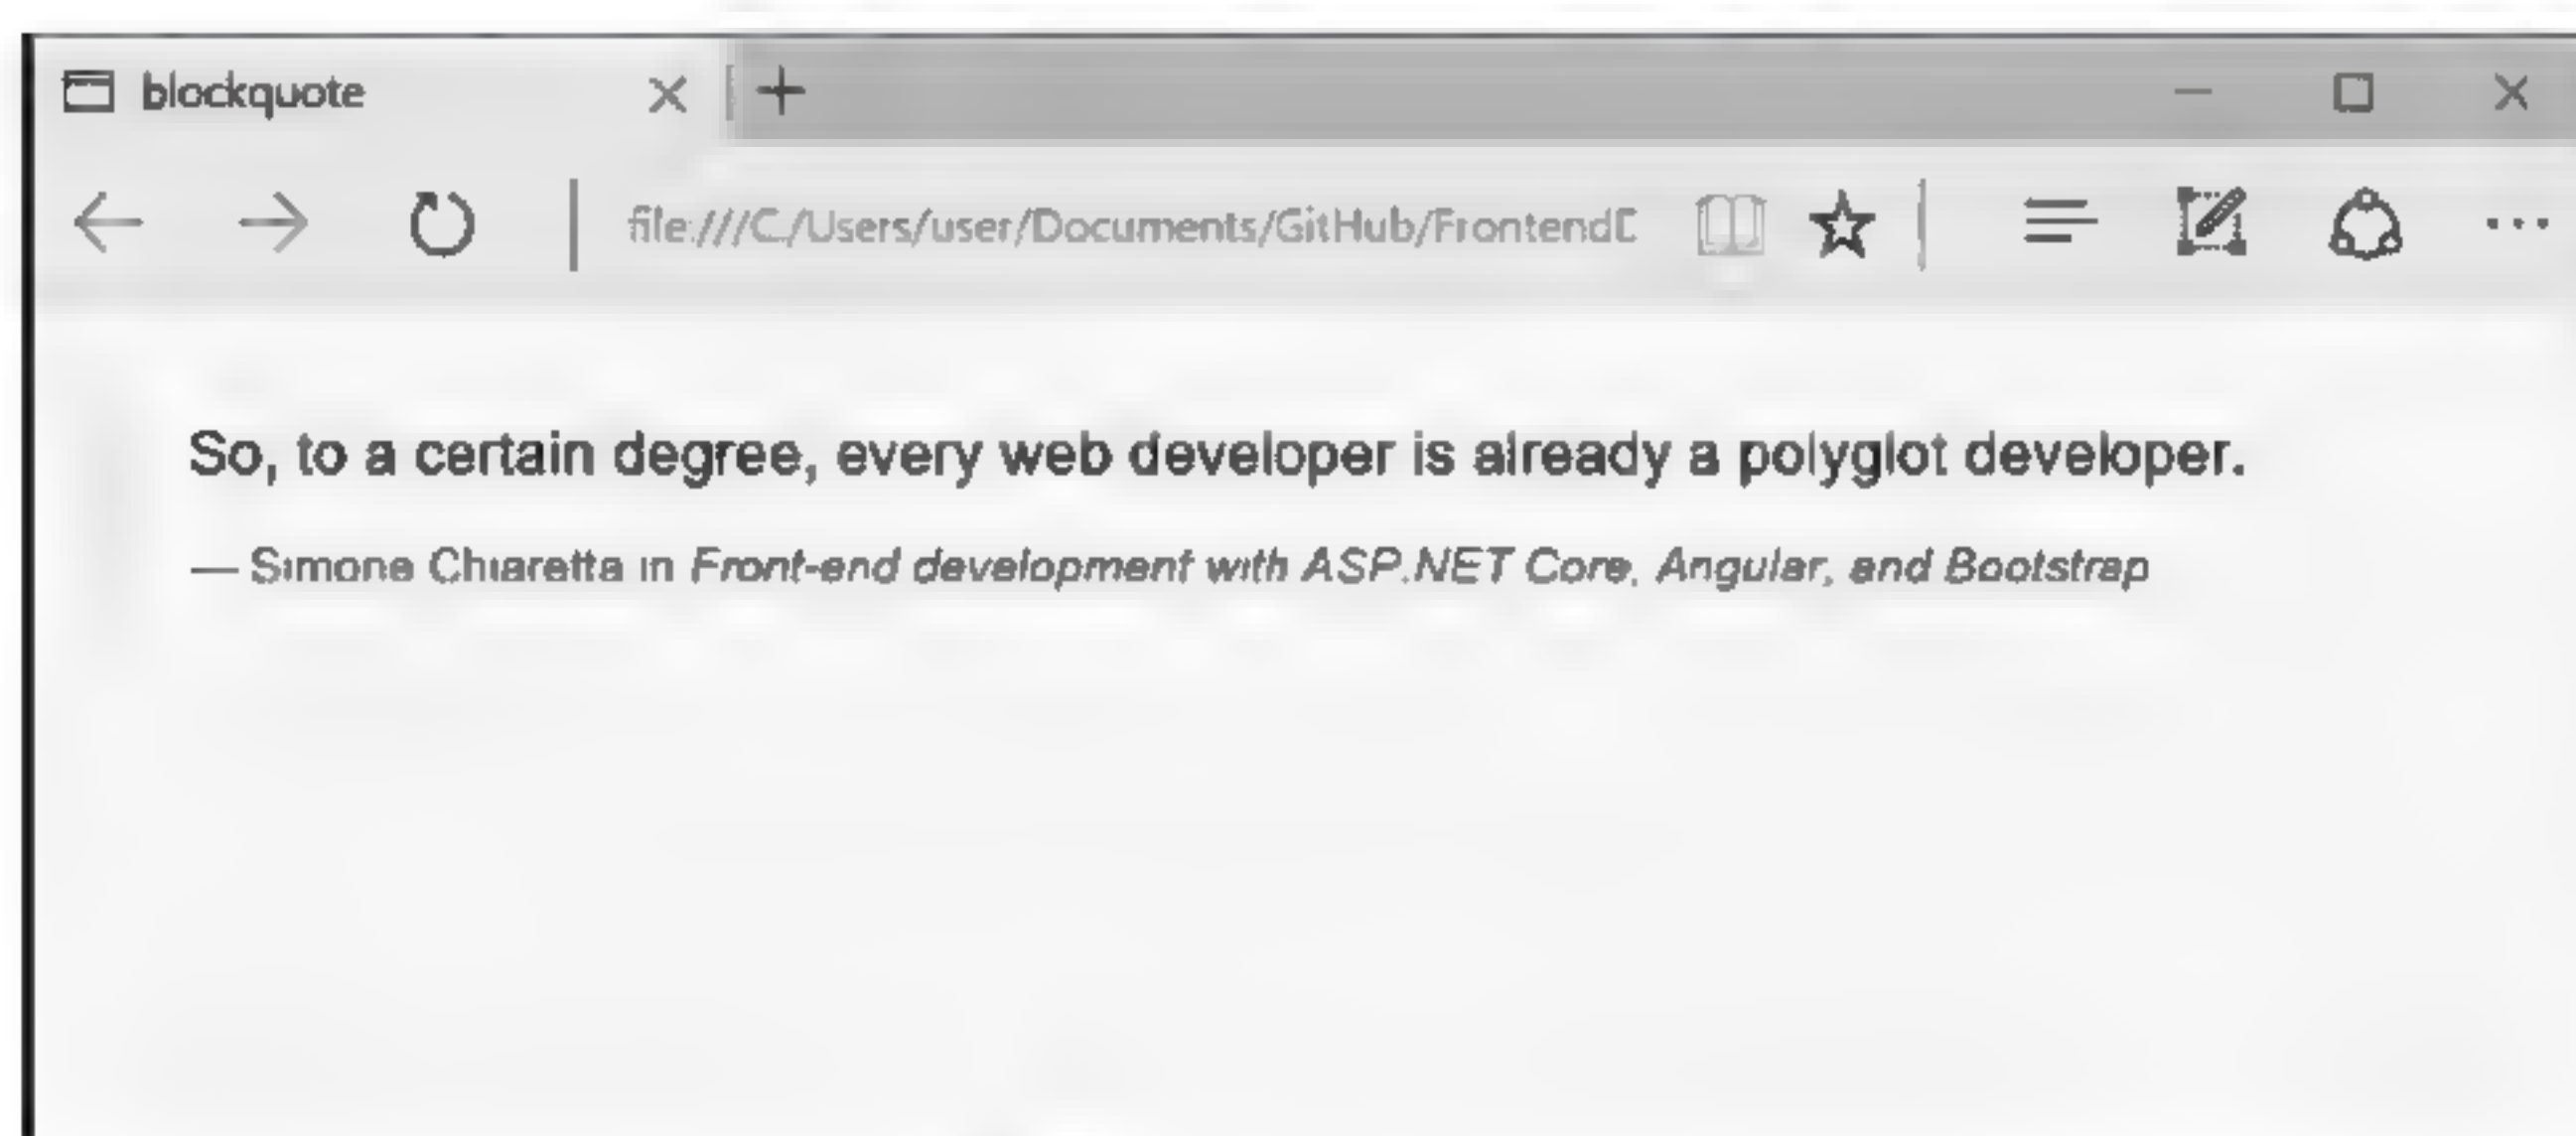 blockquote
file:///C:/Users/user/Documents/GitHub/FrontendD
So, to a certain degree, every web developer is already a polyglot developer.
— Simone Chiaretta in Front-end development with ASP.NET Core, Angular, and Bootstrap